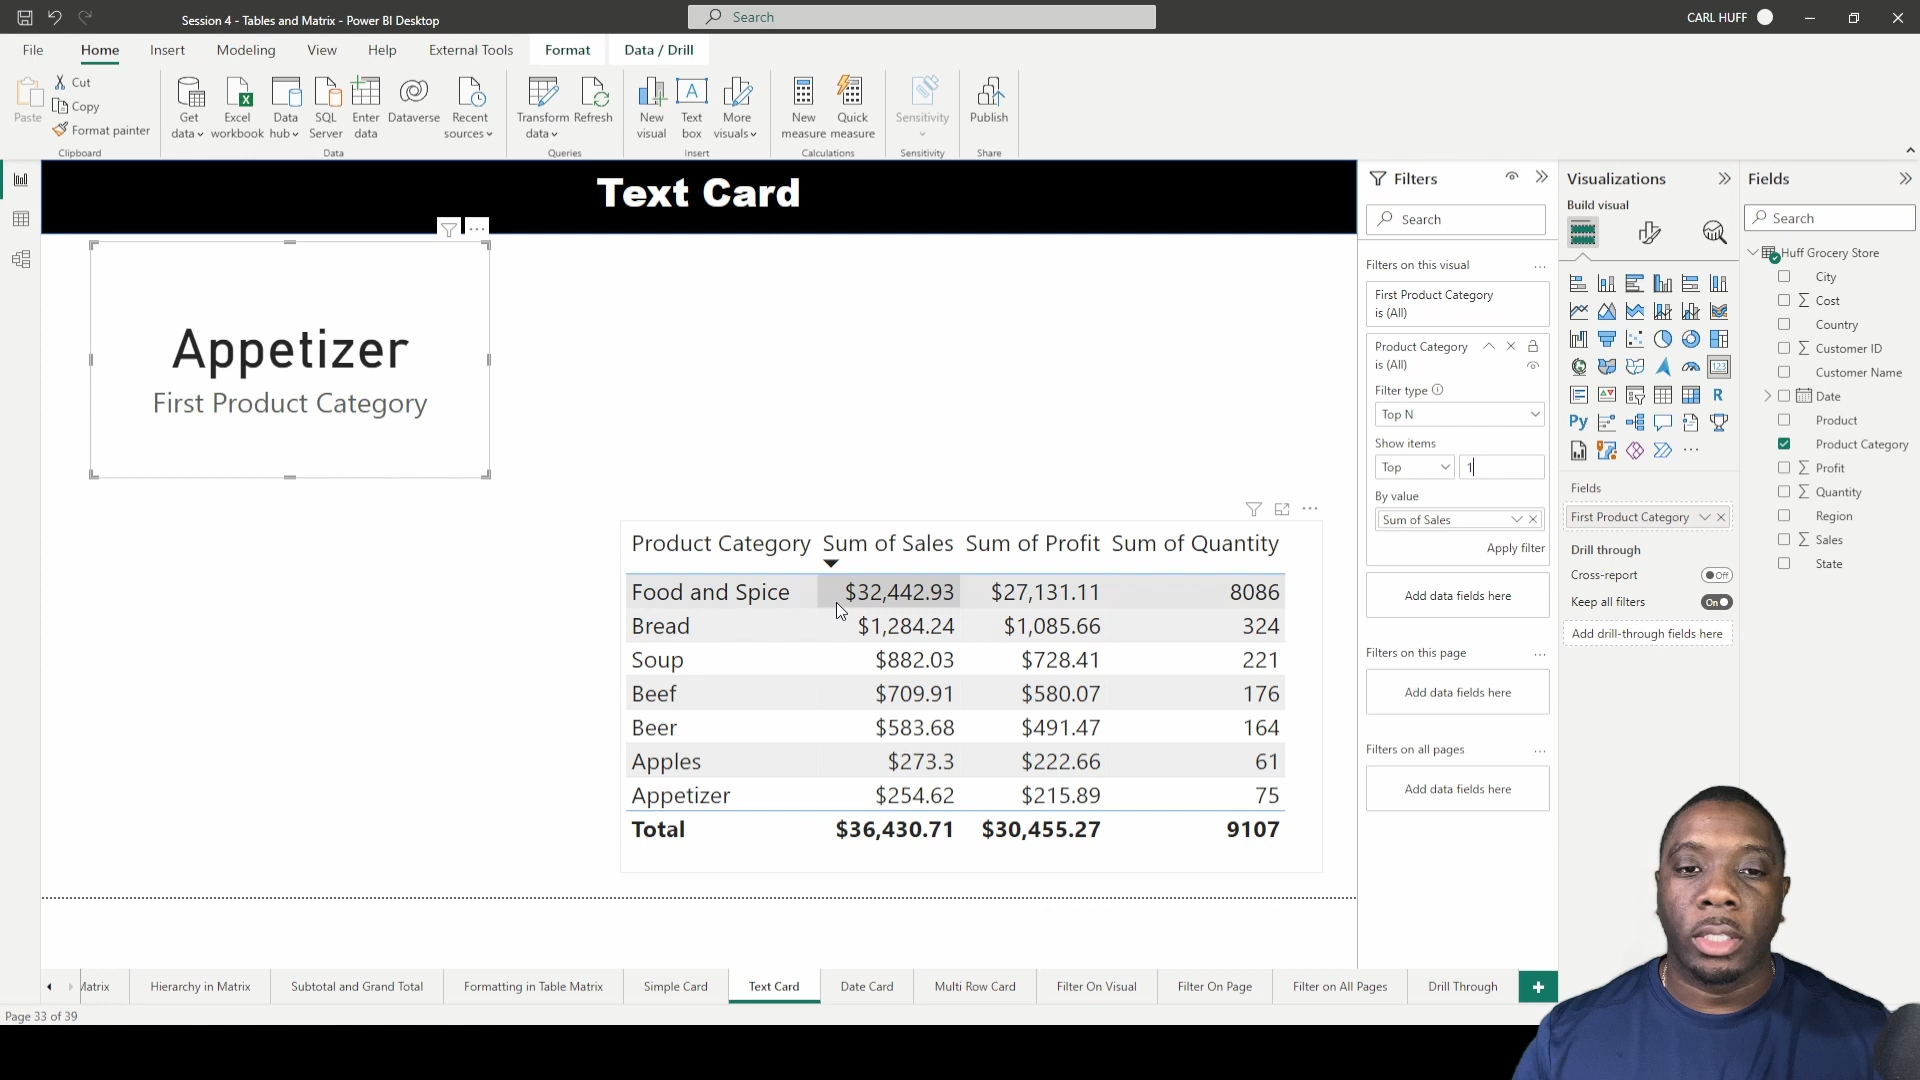 Session 4 - Tables and Matrix - Power BI Desktop
Search
CARL HUFF
File Home Insert Modeling View Help External Tools Format Data / Drill
Paste
Cut
Copy
Format painter
Clipboard
Get data
Excel workbook
Data hub
SQL Server
Enter data
Dataverse
Recent sources
Data
Transform data
Refresh
Queries
New visual
Text box
More visuals
Insert
New measure
Quick measure
Calculations
Sensitivity
Sensitivity
Publish
Share
Text Card
Appetizer
First Product Category
Product Category Sum of Sales Sum of Profit Sum of Quantity
Food and Spice $32,442.93 $27,131.11 8086
Bread $1,284.24 $1,085.66 324
Soup $882.03 $728.41 221
Beef $709.91 $580.07 176
Beer $583.68 $491.47 164
Apples $273.3 $222.66 61
Appetizer $254.62 $215.89 75
Total $36,430.71 $30,455.27 9107
Filters
Search
Filters on this visual
First Product Category
is (All)
Product Category
is (All)
Filter type
Top N
Show items
Top 1
By value
Sum of Sales
Apply filter
Add data fields here
Filters on this page
Add data fields here
Filters on all pages
Add data fields here
Visualizations
Build visual
123
R
Py
Fields
First Product Category
Drill through
Cross-report Off
Keep all filters On
Add drill-through fields here
Fields
Search
Huff Grocery Store
City
Cost
Country
Customer ID
Customer Name
Date
Product
Product Category
Profit
Quantity
Region
Sales
State
Matrix Hierarchy in Matrix Subtotal and Grand Total Formatting in Table Matrix Simple Card Text Card Date Card Multi Row Card Filter On Visual Filter On Page Filter on All Pages Drill Through
Page 33 of 39